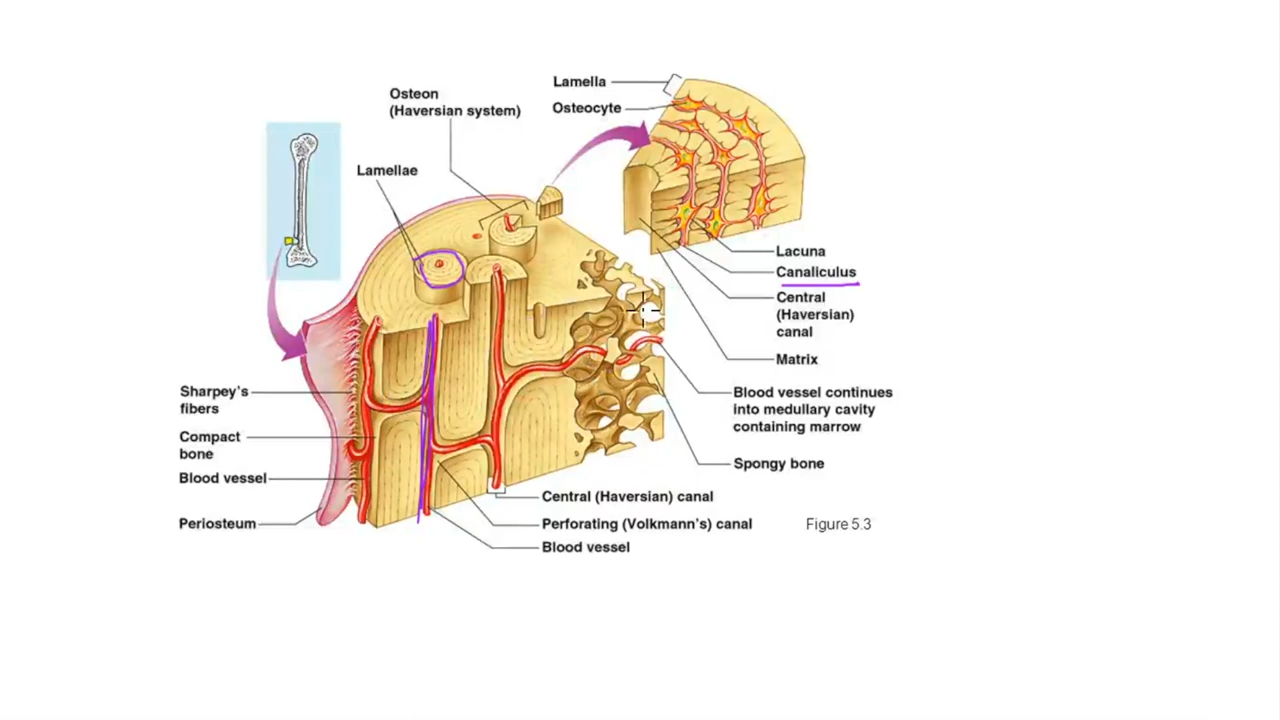 Lamella
Osteon
(Haversian system)
Osteocyte
Lamellae
Lacuna
Canaliculus
Central
(Haversian)
canal
Matrix
Sharpey's
fibers
Blood vessel continues
into medullary cavity
containing marrow
Compact
bone
Spongy bone
Blood vessel
Central (Haversian) canal
Periosteum
Perforating (Volkmann's) canal
Figure 5.3
Blood vessel